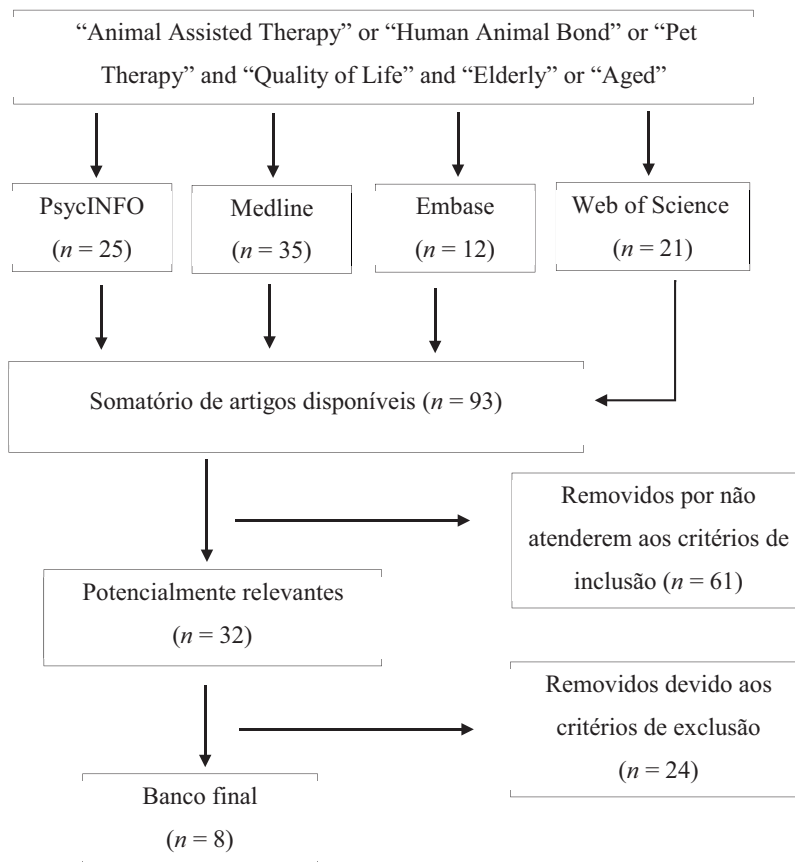 “Animal Assisted Therapy” or “Human Animal Bond” or “Pet
Therapy” and “Quality of Life” and “Elderly” or “Aged”
PsycINFO
(n = 25)
Medline
(n = 35)
Embase
(n = 12)
Web of Science
(n = 21)
Somatório de artigos disponíveis (n = 93)
Removidos por não
atenderem aos critérios de
inclusão (n = 61)
Potencialmente relevantes
(n = 32)
Removidos devido aos
critérios de exclusão
(n = 24)
Banco final
(n = 8)